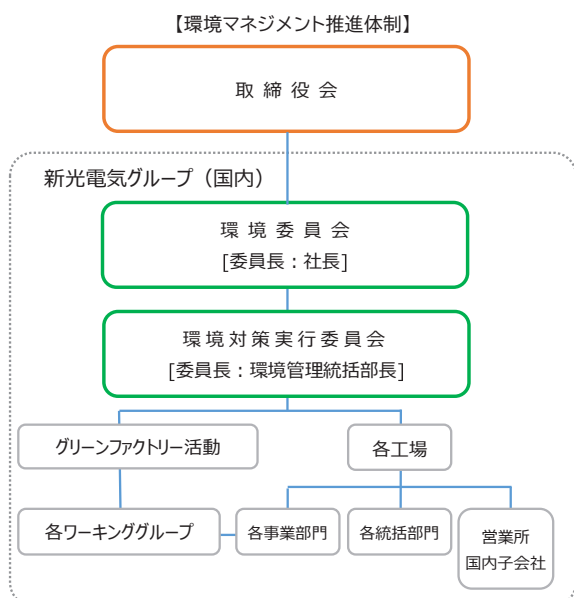 【環境マネジメント推進体制】
取締役会
新光電気グループ（国内）
環境委員会
[委員長：社長]
環境対策実行委員会
[委員長：環境管理統括部長]
グリーンファクトリー活動
各工場
各ワーキンググループ
各事業部門
各統括部門
営業所
国内子会社